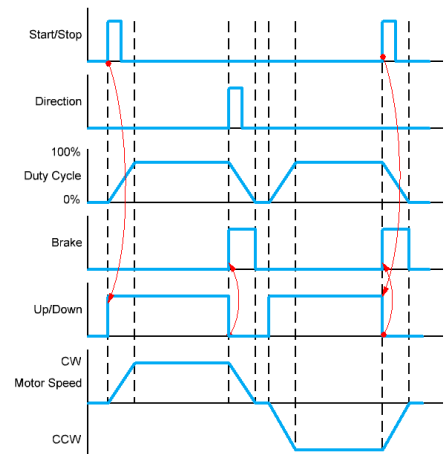 Start/Stop
Direction
100%
Duty Cycle
0%
Brake
Up/Down
CW
Motor Speed
CCW